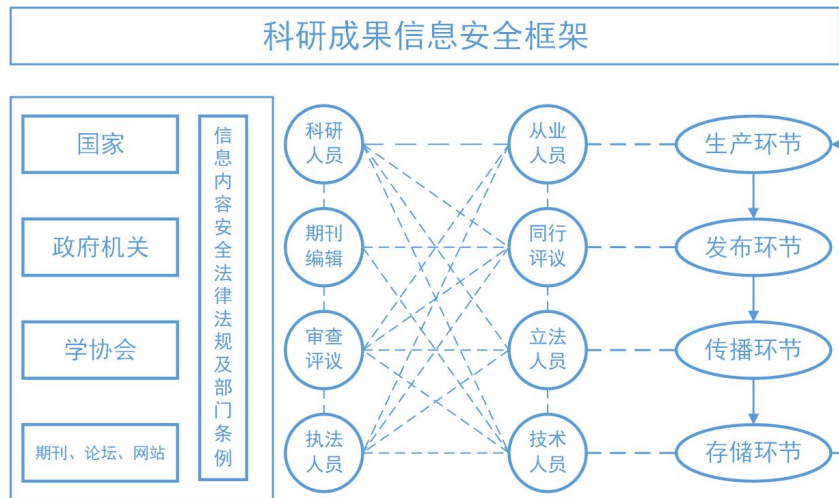 科研成果信息安全框架
国家
政府机关
学协会
期刊、论坛、网站
信息内容安全法律法规及部门条例
科研
人员
从业
人员
生产环节
期刊
编辑
同行
评议
发布环节
审查
评议
立法
人员
传播环节
执法
人员
技术
人员
存储环节